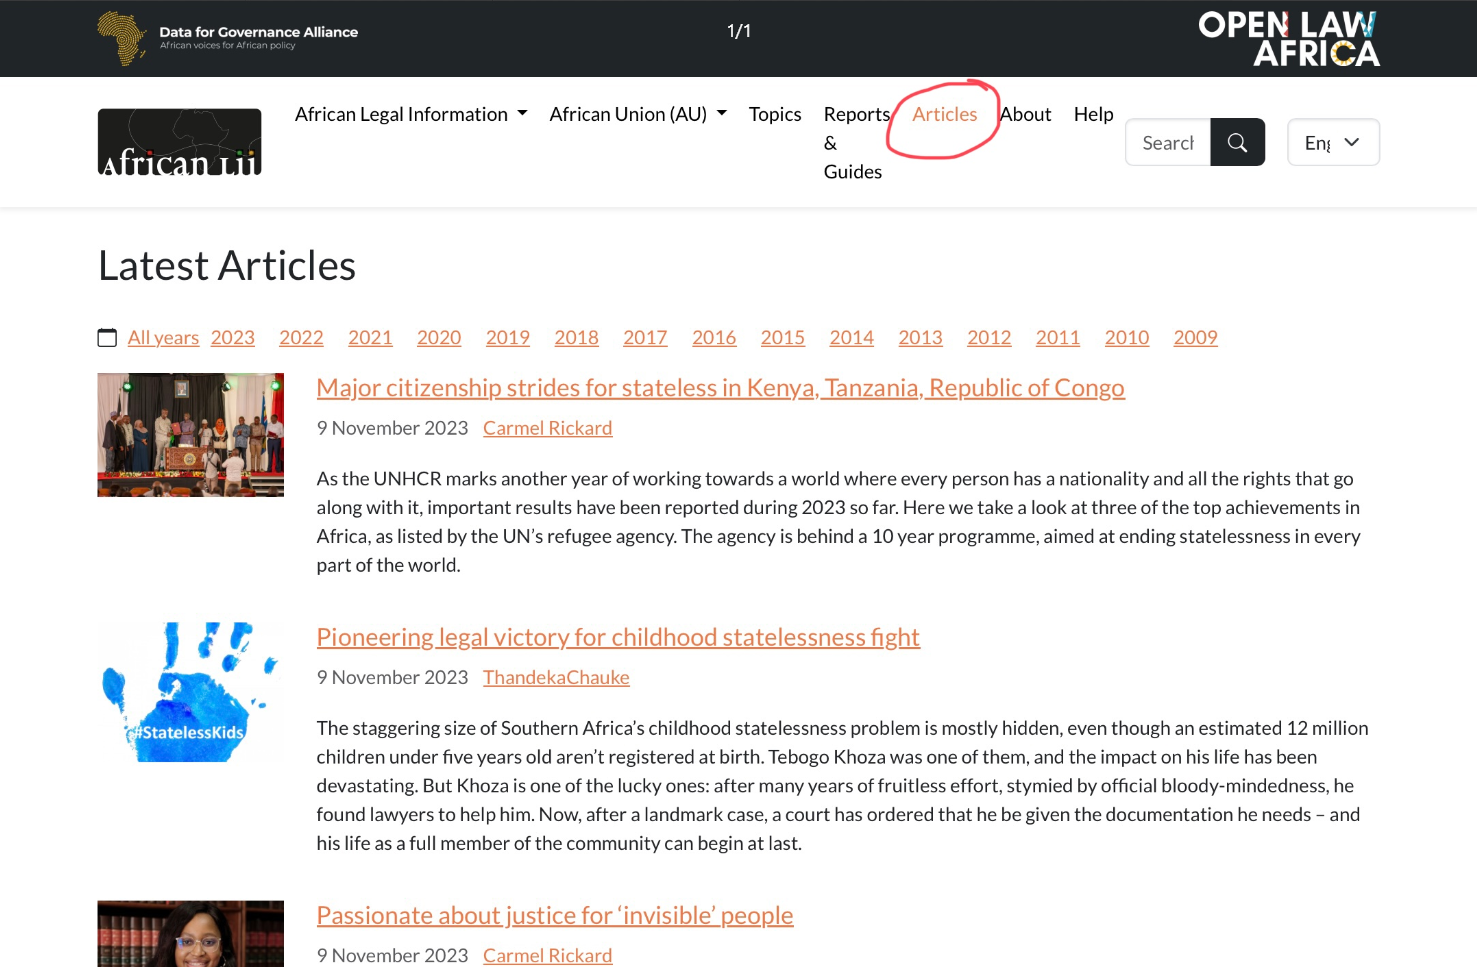 Data for Governance Alliance
African voices for African policy
1/1
OPEN LAW
AFRICA
African LII
African Legal Information
African Union (AU)
Topics
Reports
&
Guides
Articles
About
Help
Search
Eng
Latest Articles
All years 2023 2022 2021 2020 2019 2018 2017 2016 2015 2014 2013 2012 2011 2010 2009
Major citizenship strides for stateless in Kenya, Tanzania, Republic of Congo
9 November 2023 Carmel Rickard
As the UNHCR marks another year of working towards a world where every person has a nationality and all the rights that go
along with it, important results have been reported during 2023 so far. Here we take a look at three of the top achievements in
Africa, as listed by the UN’s refugee agency. The agency is behind a 10 year programme, aimed at ending statelessness in every
part of the world.
#StatelessKids
Pioneering legal victory for childhood statelessness fight
9 November 2023 ThandekaChauke
The staggering size of Southern Africa’s childhood statelessness problem is mostly hidden, even though an estimated 12 million
children under five years old aren’t registered at birth. Tebogo Khoza was one of them, and the impact on his life has been
devastating. But Khoza is one of the lucky ones: after many years of fruitless effort, stymied by official bloody-mindedness, he
found lawyers to help him. Now, after a landmark case, a court has ordered that he be given the documentation he needs – and
his life as a full member of the community can begin at last.
Passionate about justice for ‘invisible’ people
9 November 2023 Carmel Rickard